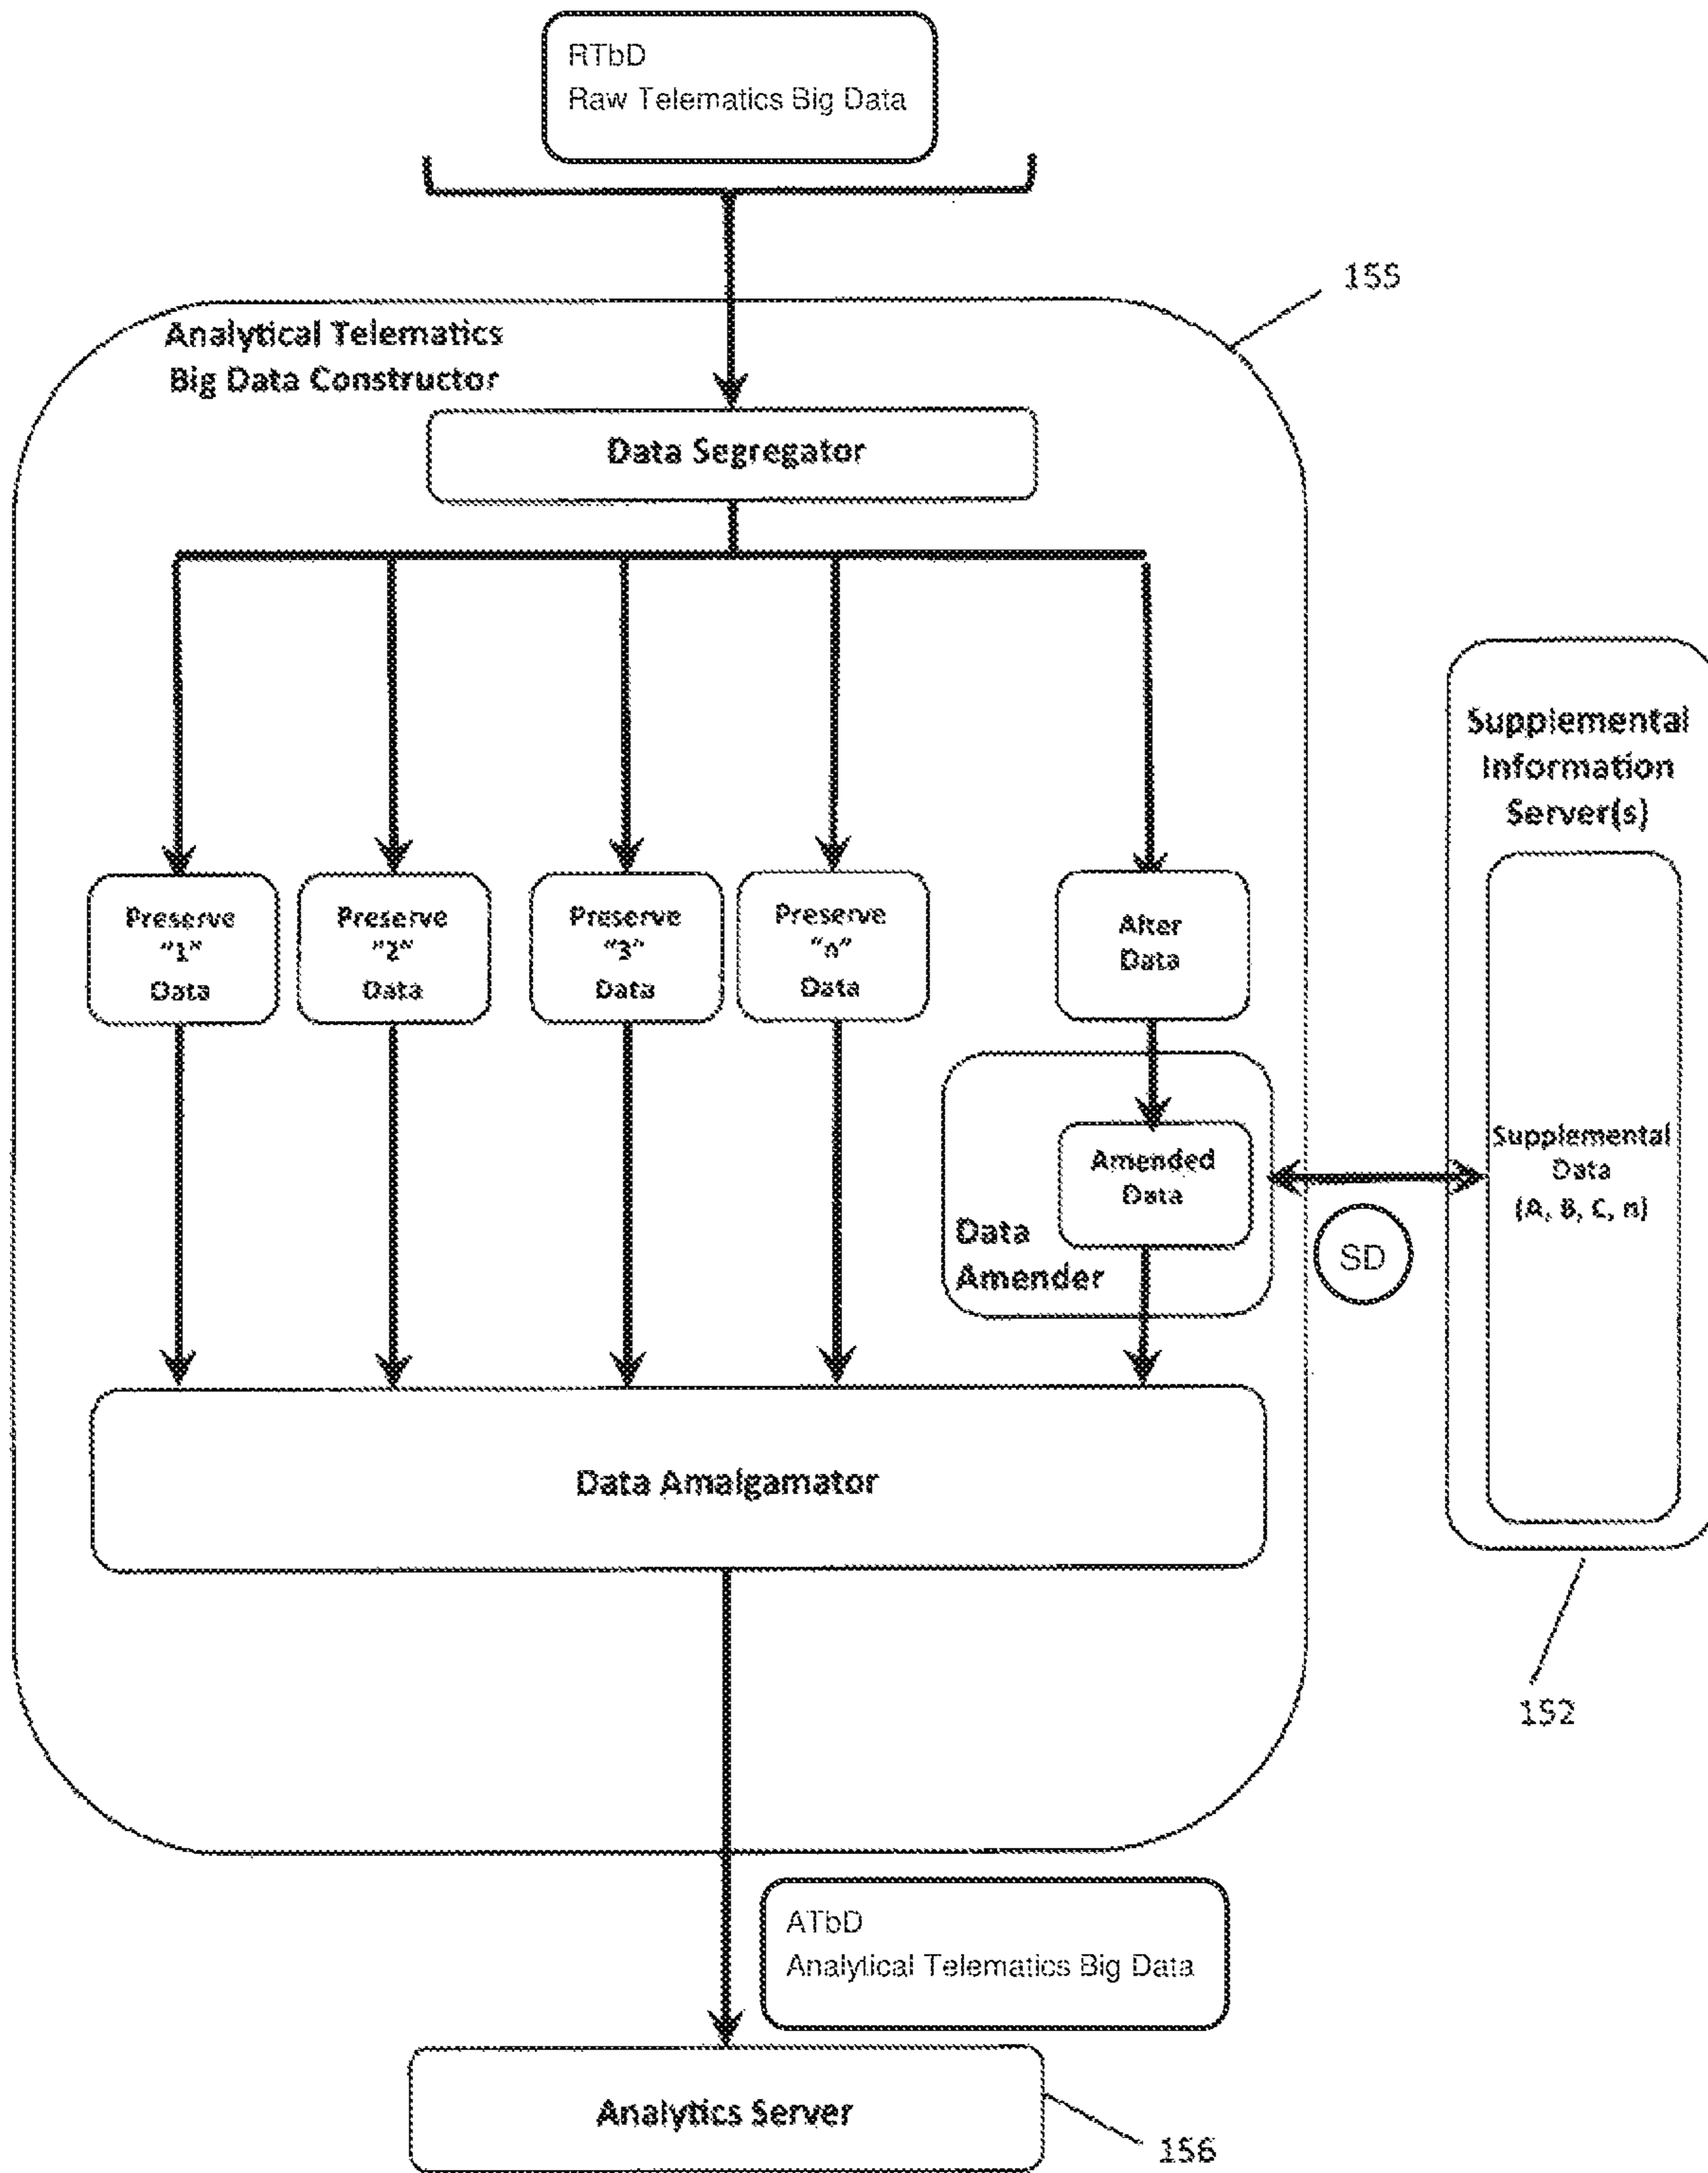 RTbD
Raw Telematics Big Data
155
Analytical Telematics
Big Data Constructor
Data Segregator
Supplemental
Information
Server(s)
Preserve
"1"
Data
Preserve
"2"
Data
Preserve
"3"
Data
Preserve
"n"
Data
Alter
Data
Amended
Data
Data
Amender
Supplemental
Data
(A, B, C, n)
SD
Data Amalgamator
152
ATbD
Analytical Telematics Big Data
Analytics Server
156